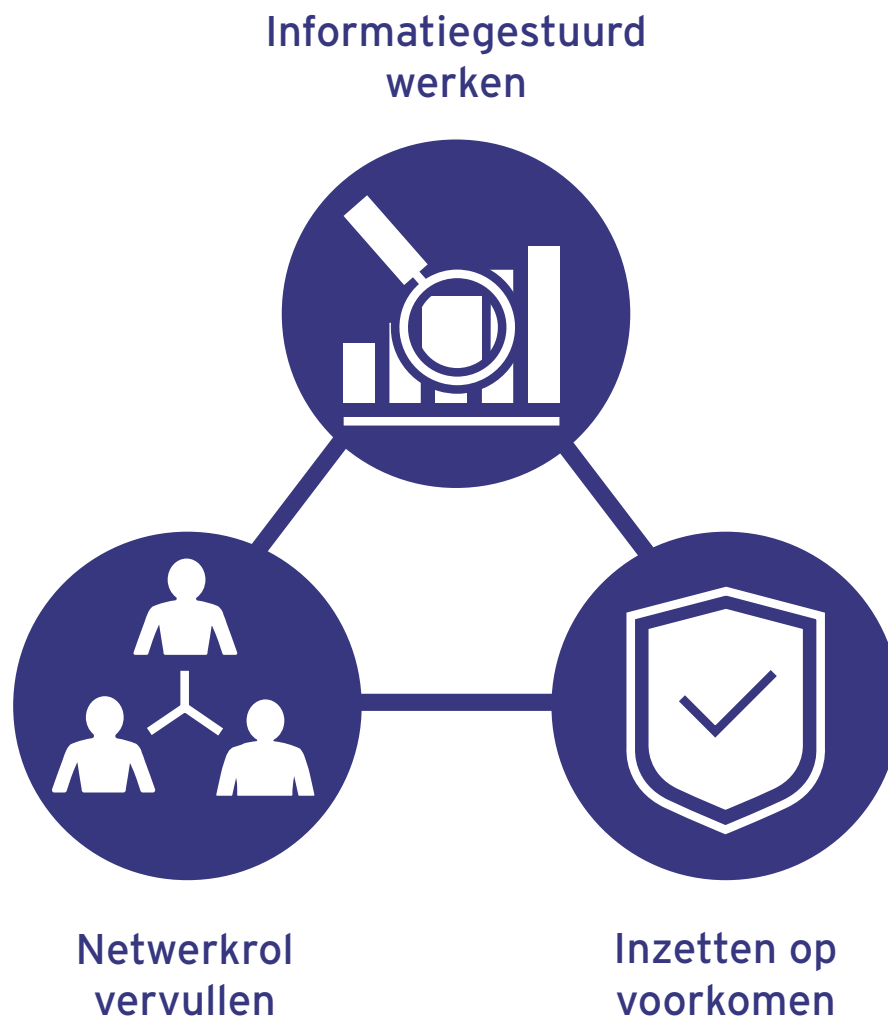 Informatiegestuurd
werken
Netwerkrol
vervullen
Inzetten op
voorkomen